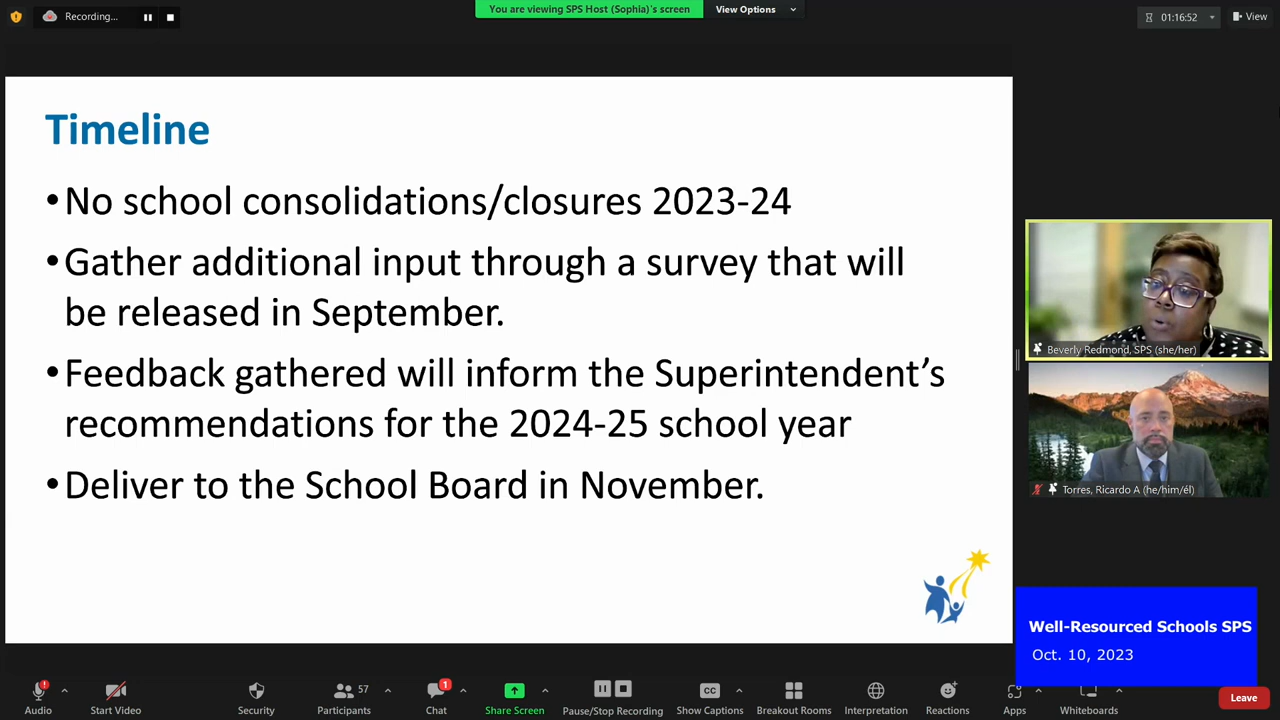 Recording...
You are viewing SPS Host (Sophia)'s screen
View Options
01:16:52
View
Timeline
•No school consolidations/closures 2023-24
•Gather additional input through a survey that will
be released in September.
•Feedback gathered will inform the Superintendent’s
recommendations for the 2024-25 school year
•Deliver to the School Board in November.
Beverly Redmond, SPS (she/her)
Torres, Ricardo A (he/him/él)
Well-Resourced Schools SPS
Oct. 10, 2023
Audio
Start Video
Security
57
Participants
1
Chat
Share Screen
Pause/Stop Recording
CC
Show Captions
Breakout Rooms
Interpretation
Reactions
Apps
Whiteboards
Leave